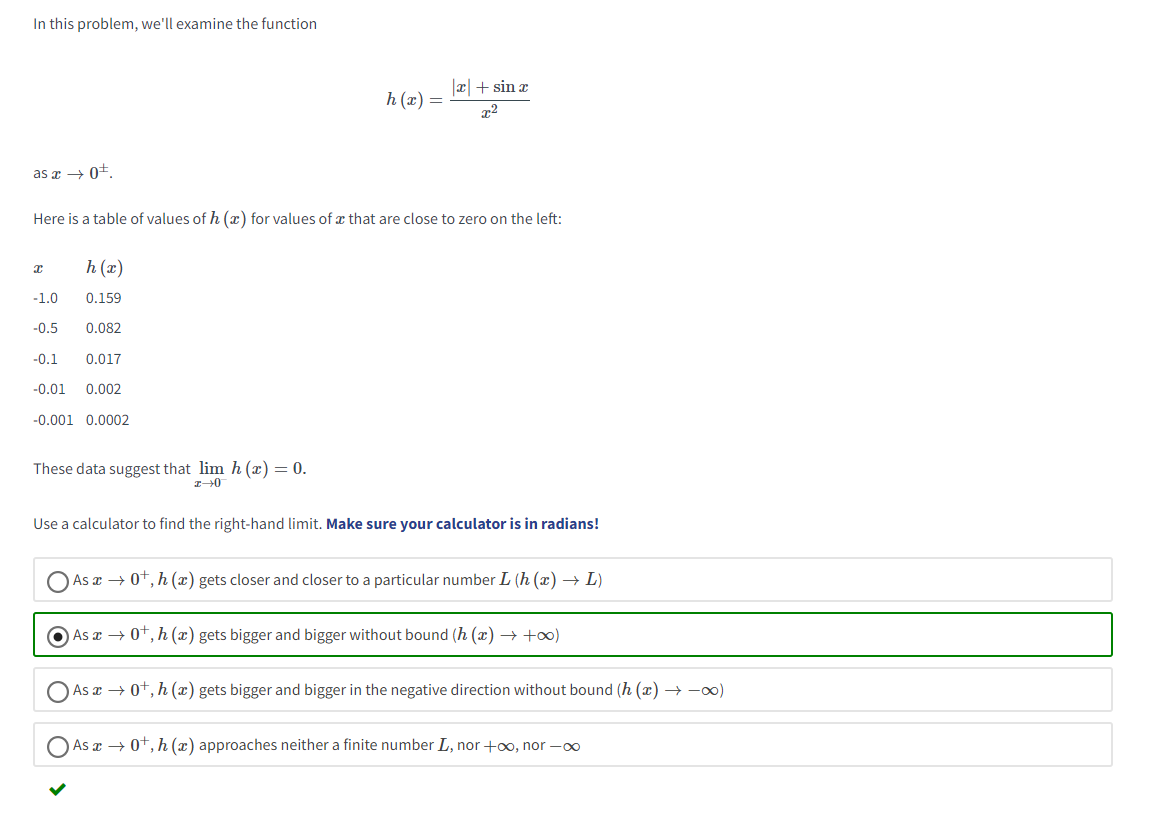 In this problem, we'll examine the function
h (x) = |x| + sin x / x²
as x → 0±.
Here is a table of values of h (x) for values of x that are close to zero on the left:
x h (x)
-1.0 0.159
-0.5 0.082
-0.1 0.017
-0.01 0.002
-0.001 0.0002
These data suggest that lim x→0⁻ h (x) = 0.
Use a calculator to find the right-hand limit. Make sure your calculator is in radians!
As x → 0⁺, h (x) gets closer and closer to a particular number L (h (x) → L)
As x → 0⁺, h (x) gets bigger and bigger without bound (h (x) → +∞)
As x → 0⁺, h (x) gets bigger and bigger in the negative direction without bound (h (x) → −∞)
As x → 0⁺, h (x) approaches neither a finite number L, nor +∞, nor −∞